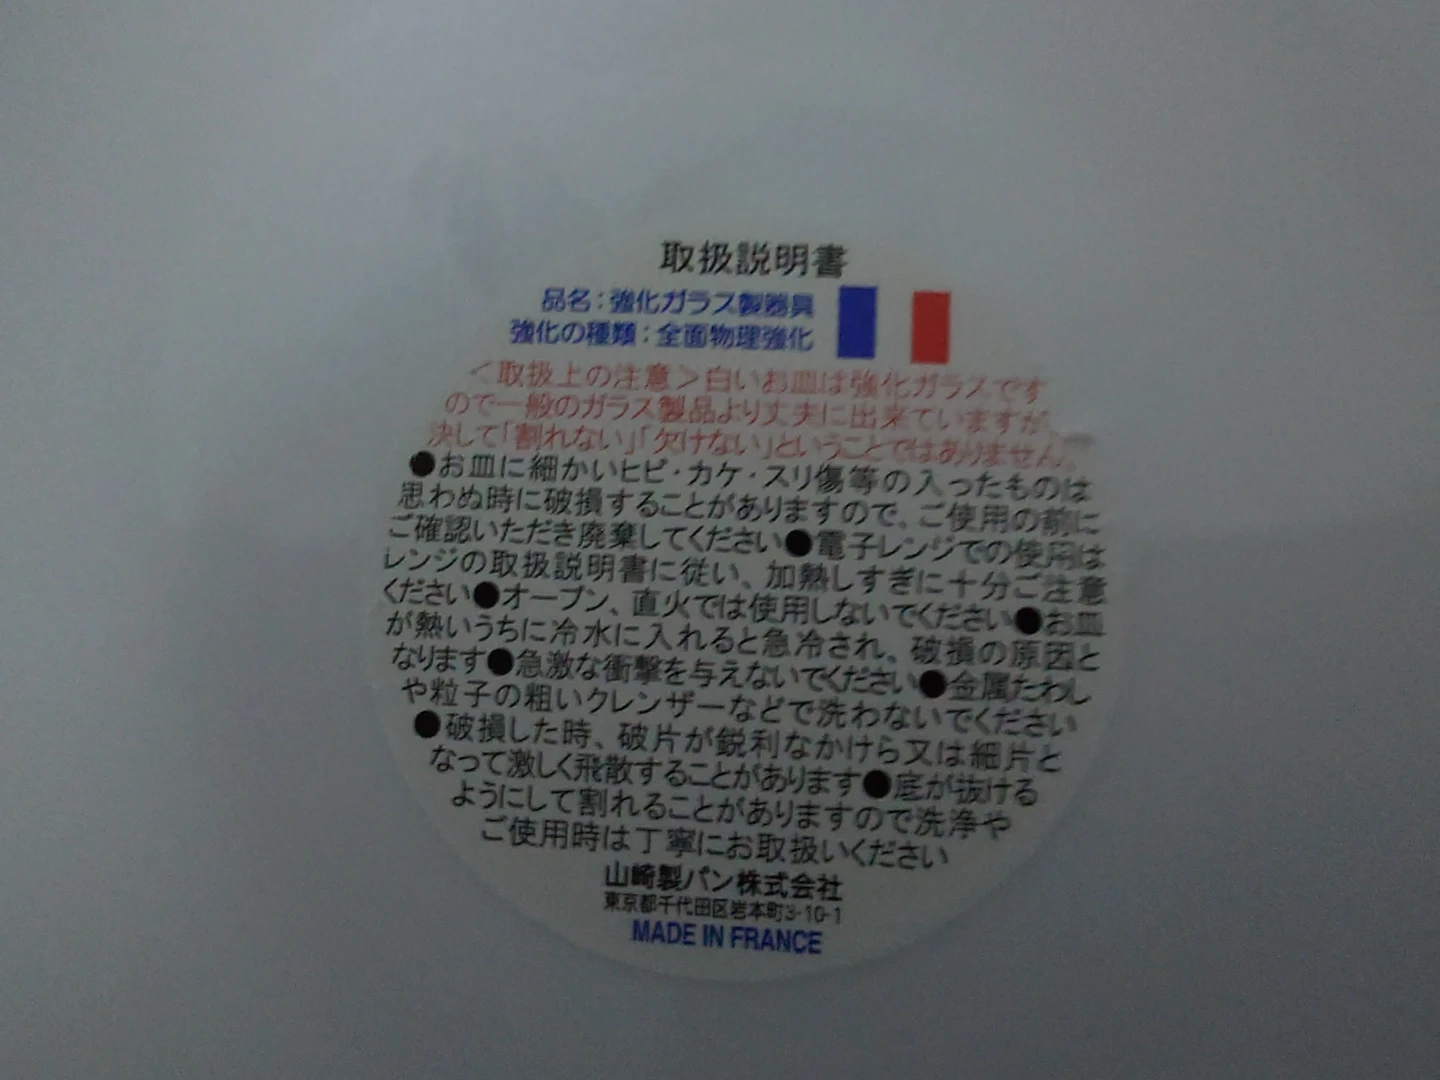 取扱説明書
品名：強化ガラス製器具
強化の種類：全面物理強化
＜取扱上の注意＞白いお皿は強化ガラスです
ので一般のガラス製品より丈夫に出来ていますが、
決して「割れない」「欠けない」ということではありません。
●お皿に細かいヒビ・カケ・スリ傷等の入ったものは
思わぬ時に破損することがありますので、ご使用の前に
ご確認いただき廃棄してください●電子レンジでの使用は
レンジの取扱説明書に従い、加熱しすぎに十分ご注意
ください●オーブン、直火では使用しないでください●お皿
が熱いうちに冷水に入れると急冷され、破損の原因と
なります●急激な衝撃を与えないでください●金属たわし
や粒子の粗いクレンザーなどで洗わないでください
●破損した時、破片が鋭利なかけら又は細片と
なって激しく飛散することがあります●底が抜ける
ようにして割れることがありますので洗浄や
ご使用時は丁寧にお取扱いください
山崎製パン株式会社
東京都千代田区岩本町3-10-1
MADE IN FRANCE